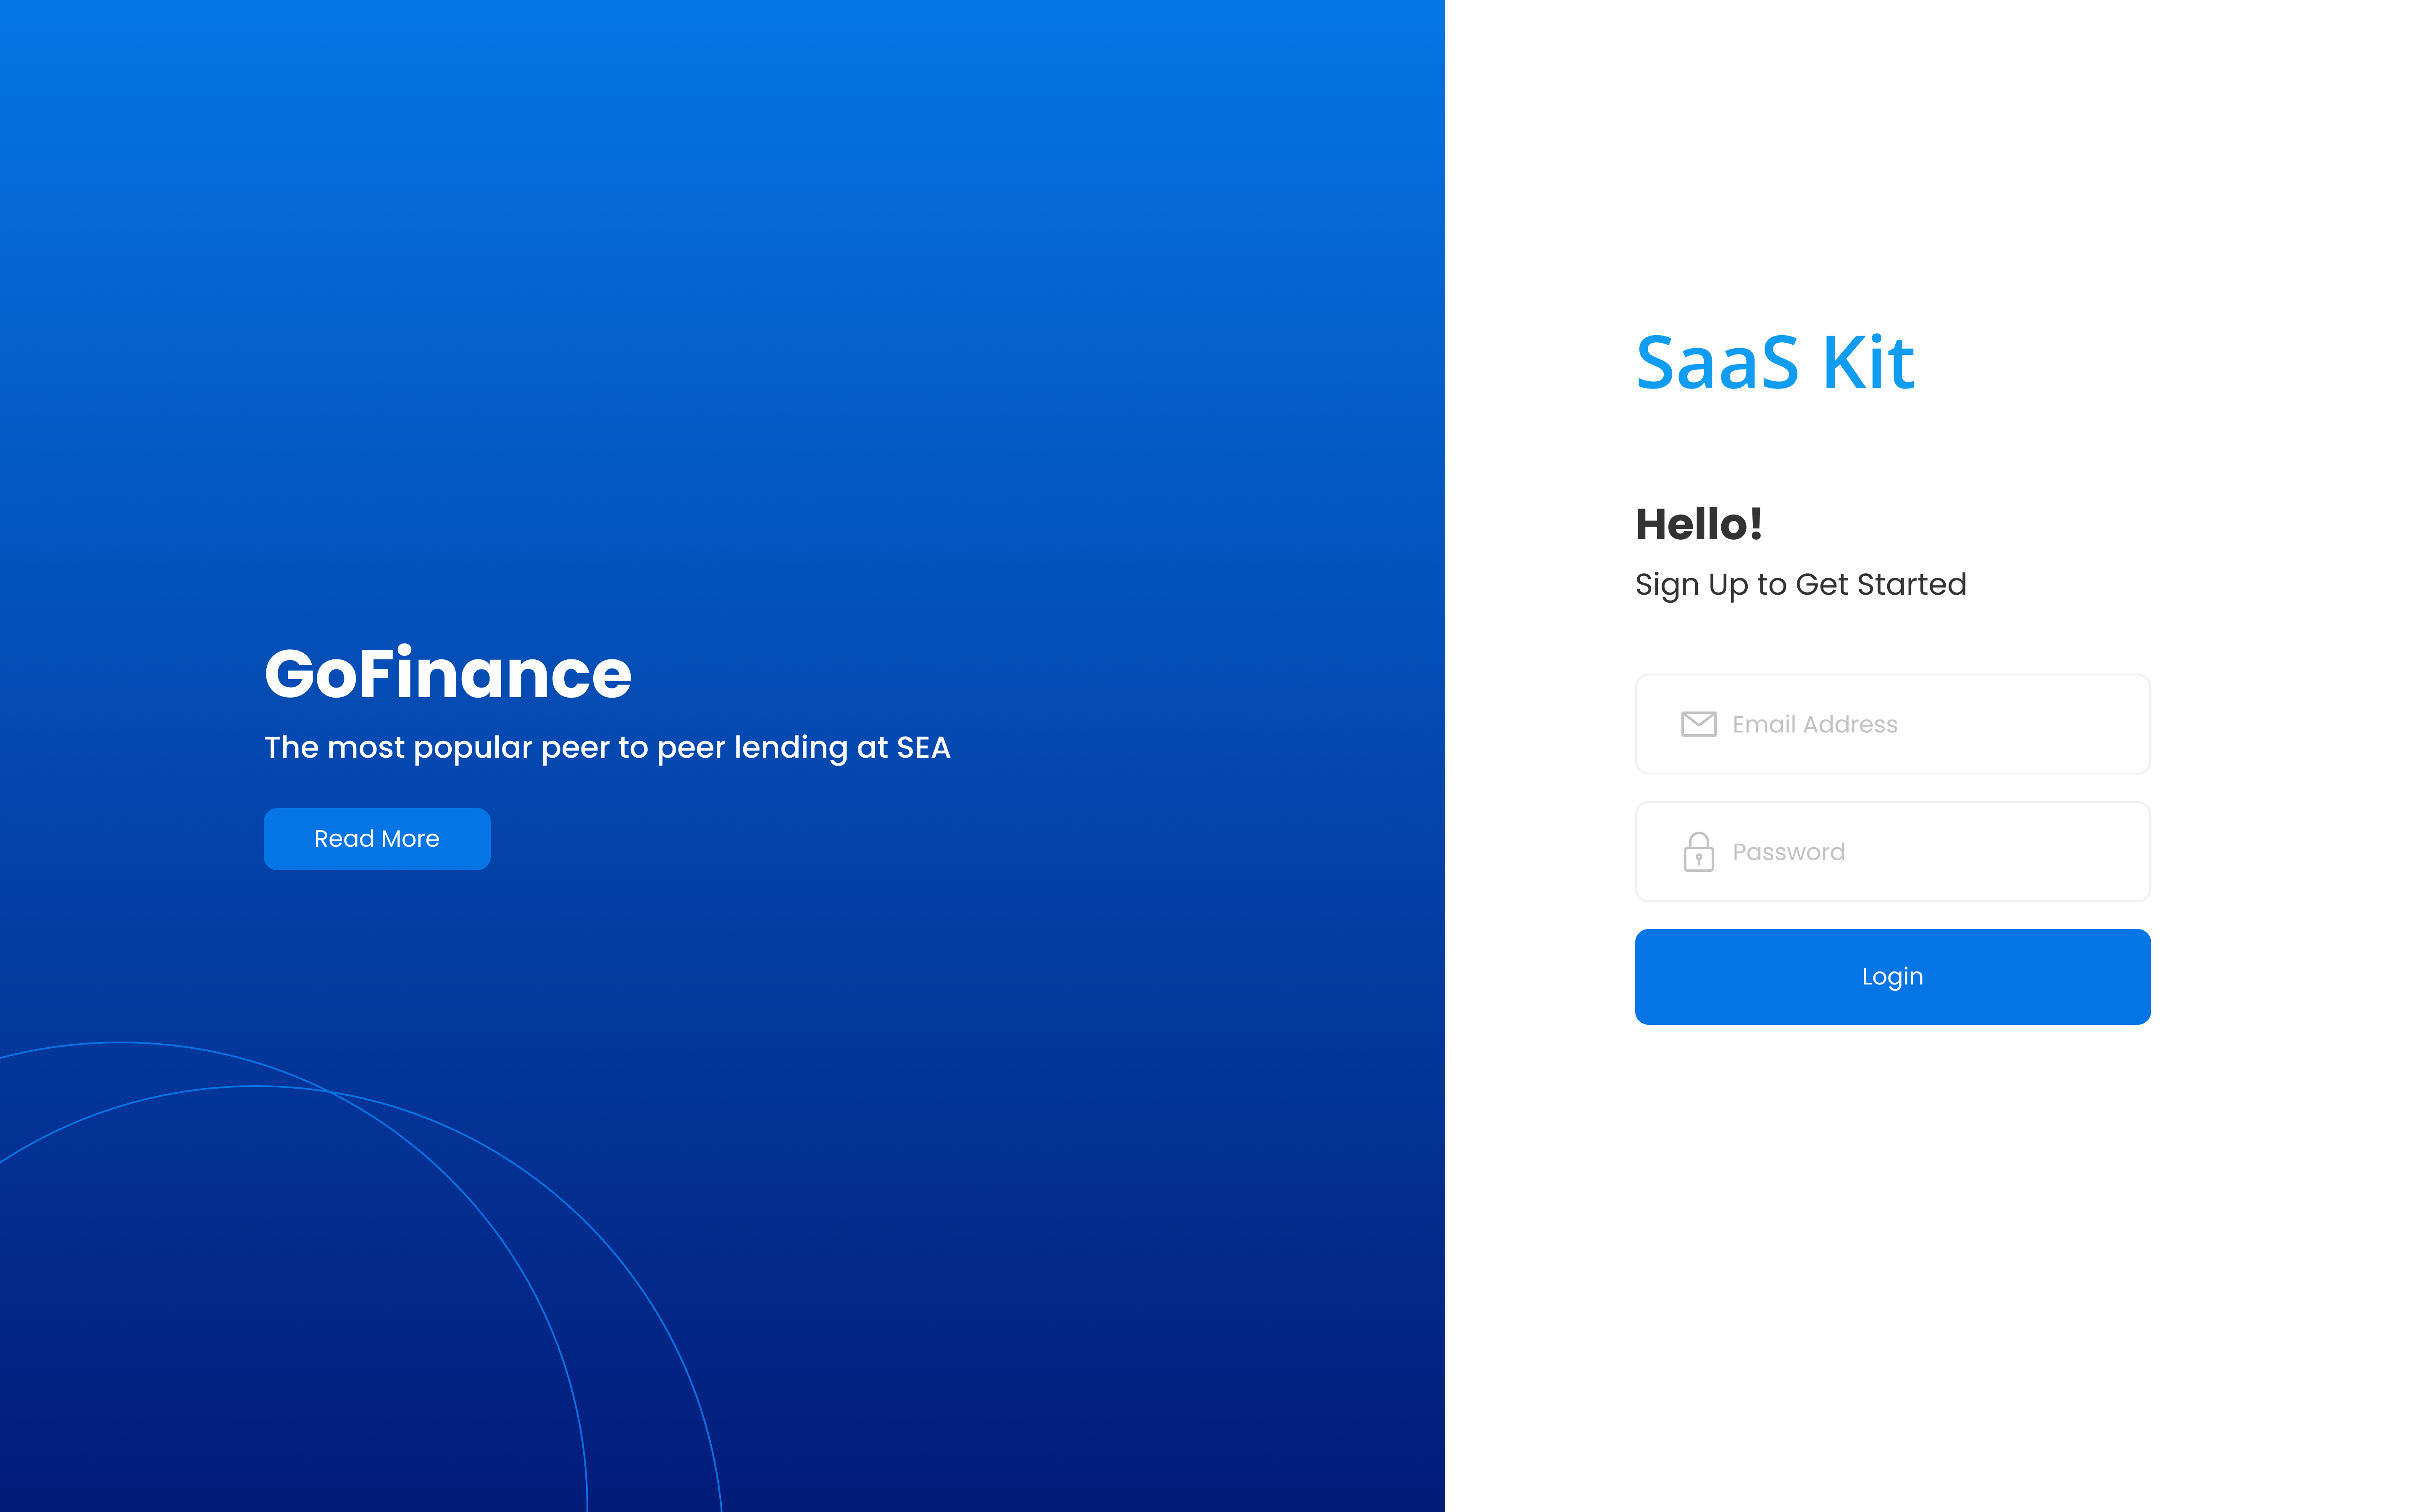 GoFinance
The most popular peer to peer lending at SEA
Read More
SaaS Kit
Hello!
Sign Up to Get Started
Email Address
Password
Login